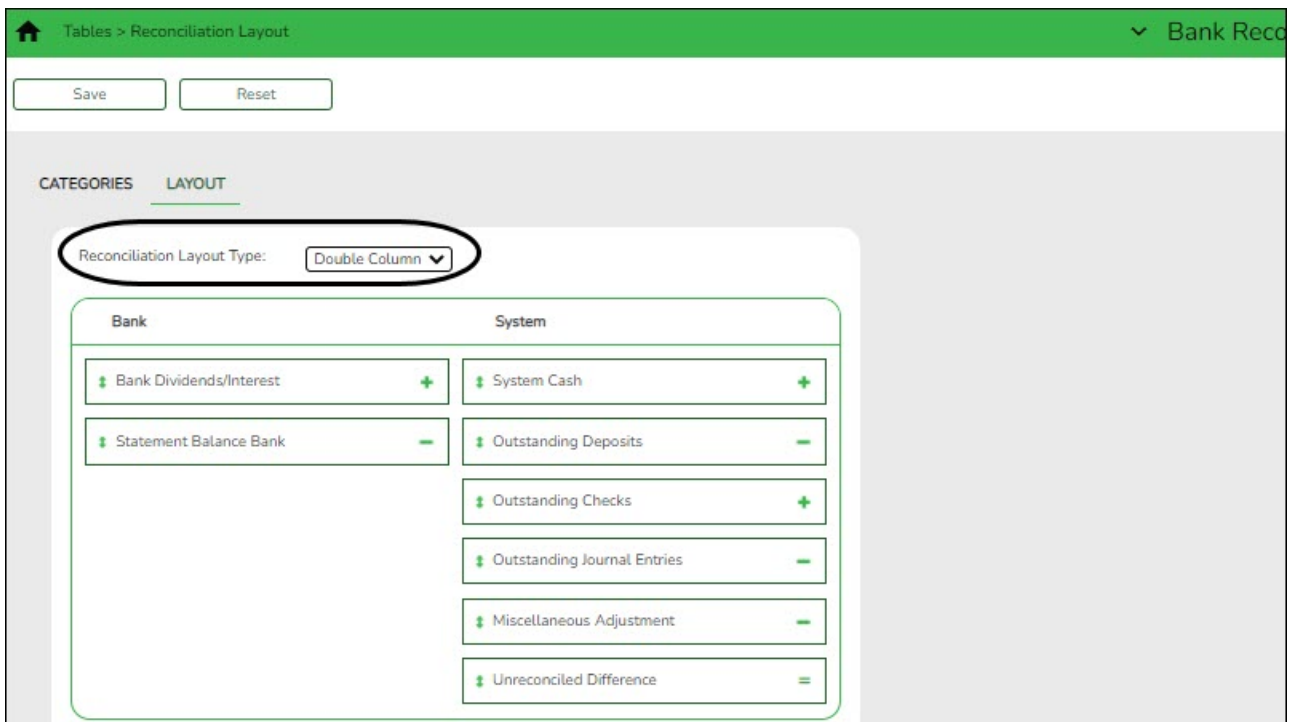 Tables > Reconciliation Layout
Bank Reco
Save Reset
CATEGORIES LAYOUT
Reconciliation Layout Type: Double Column
Bank System
Bank Dividends/Interest + System Cash +
Statement Balance Bank − Outstanding Deposits −
Outstanding Checks +
Outstanding Journal Entries −
Miscellaneous Adjustment −
Unreconciled Difference =